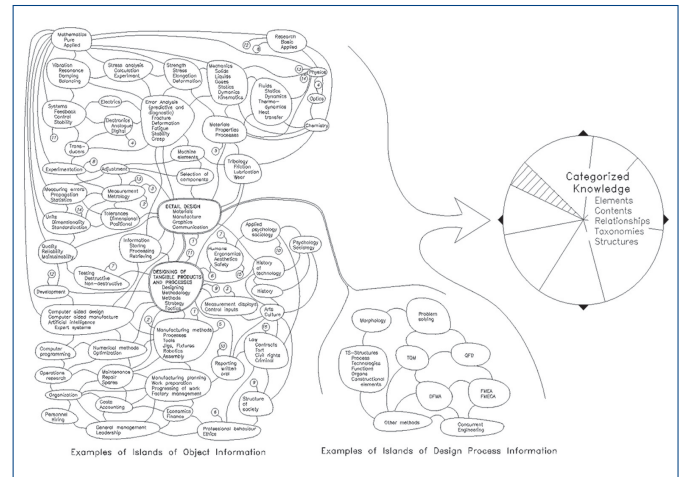 Mathematics
Pure
Applied
Research
Basic
Applied
Vibration
Resonance
Damping
Balancing
Stress analysis
Calculation
Experiment
Strength
Stress
Elongation
Deformation
Mechanics
Solids
Liquids
Gases
Statics
Dynamics
Kinematics
Physics
Fluids
Statics
Dynamics
Thermo-
dynamics
Heat
transfer
Optics
Chemistry
Systems
Feedback
Control
Stability
Electrics
Electronics
Analogue
Digital
Error Analysis
(predictive and
diagnostic)
Fracture
Deformation
Fatigue
Stability
Creep
Materials
Properties
Processes
Trans-
ducers
Machine
elements
Tribology
Friction
Lubrication
Wear
Experimentation
Adjustment
Selection of
components
Measuring errors
Propagation
Statistics
Measurement
Metrology
Units
Dimensionality
Standardization
Tolerances
Dimensional
Positional
DETAIL DESIGN
Materials
Manufacture
Graphics
Communication
Applied
psychology
sociology
Psychology
Sociology
Quality
Reliability
Maintainability
Information
Storing
Processing
Retrieving
Humans
Ergonomics
Aesthetics
Safety
History
of
technology
Testing
Destructive
Non-destructive
DESIGNING OF
TANGIBLE PRODUCTS
AND PROCESSES
Designing
Methodology
Methods
Strategy
Tactics
History
Development
Measurement displays
Control inputs
Arts
Culture
Computer aided design
Computer aided manufacture
Artificial intelligence
Expert systems
Manufacturing methods
Processes
Tools
Jigs, Fixtures
Robotics
Assembly
Law
Contracts
Tort
Civil rights
Criminal
Computer
programming
Numerical methods
Optimization
Reporting
written
oral
Operations
research
Maintenance
Repair
Spares
Manufacturing planning
Work preparation
Progressing of work
Factory management
Organization
Costs
Accounting
Structure
of
society
Personnel
hiring
Economics
Finance
General management
Leadership
Professional behaviour
Ethics
Examples of Islands of Object Information
Morphology
Problem
solving
TS-Structures
Process
Technologies
Functions
Organs
Constructional
elements
TQM
QFD
DFMA
FMEA
FMECA
Other methods
Concurrent
Engineering
Examples of Islands of Design Process Information
Categorized
Knowledge
Elements
Contents
Relationships
Taxonomies
Structures